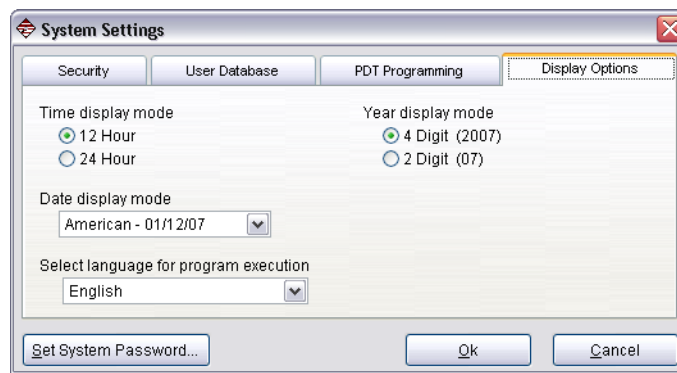 System Settings
Security User Database PDT Programming Display Options
Time display mode Year display mode
12 Hour 4 Digit (2007)
24 Hour 2 Digit (07)
Date display mode
American - 01/12/07
Select language for program execution
English
Set System Password... Ok Cancel